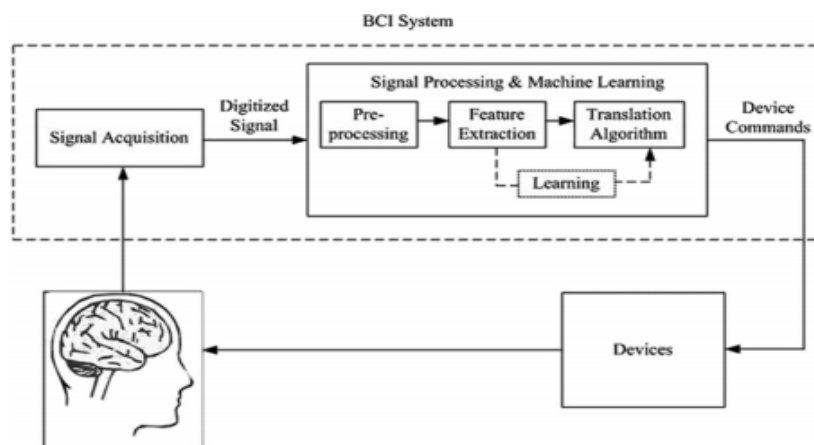 BCI System
Signal Processing & Machine Learning
Digitized
Signal
Pre-
processing
Feature
Extraction
Translation
Algorithm
Device
Commands
Signal Acquisition
Learning
Devices